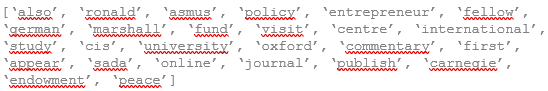 ['also', 'ronald', 'asmus', 'policy', 'entrepreneur', 'fellow',
'german', 'marshall', 'fund', 'visit', 'centre', 'international',
'study', 'cis', 'university', 'oxford', 'commentary', 'first',
'appear', 'sada', 'online', 'journal', 'publish', 'carnegie',
'endowment', 'peace']